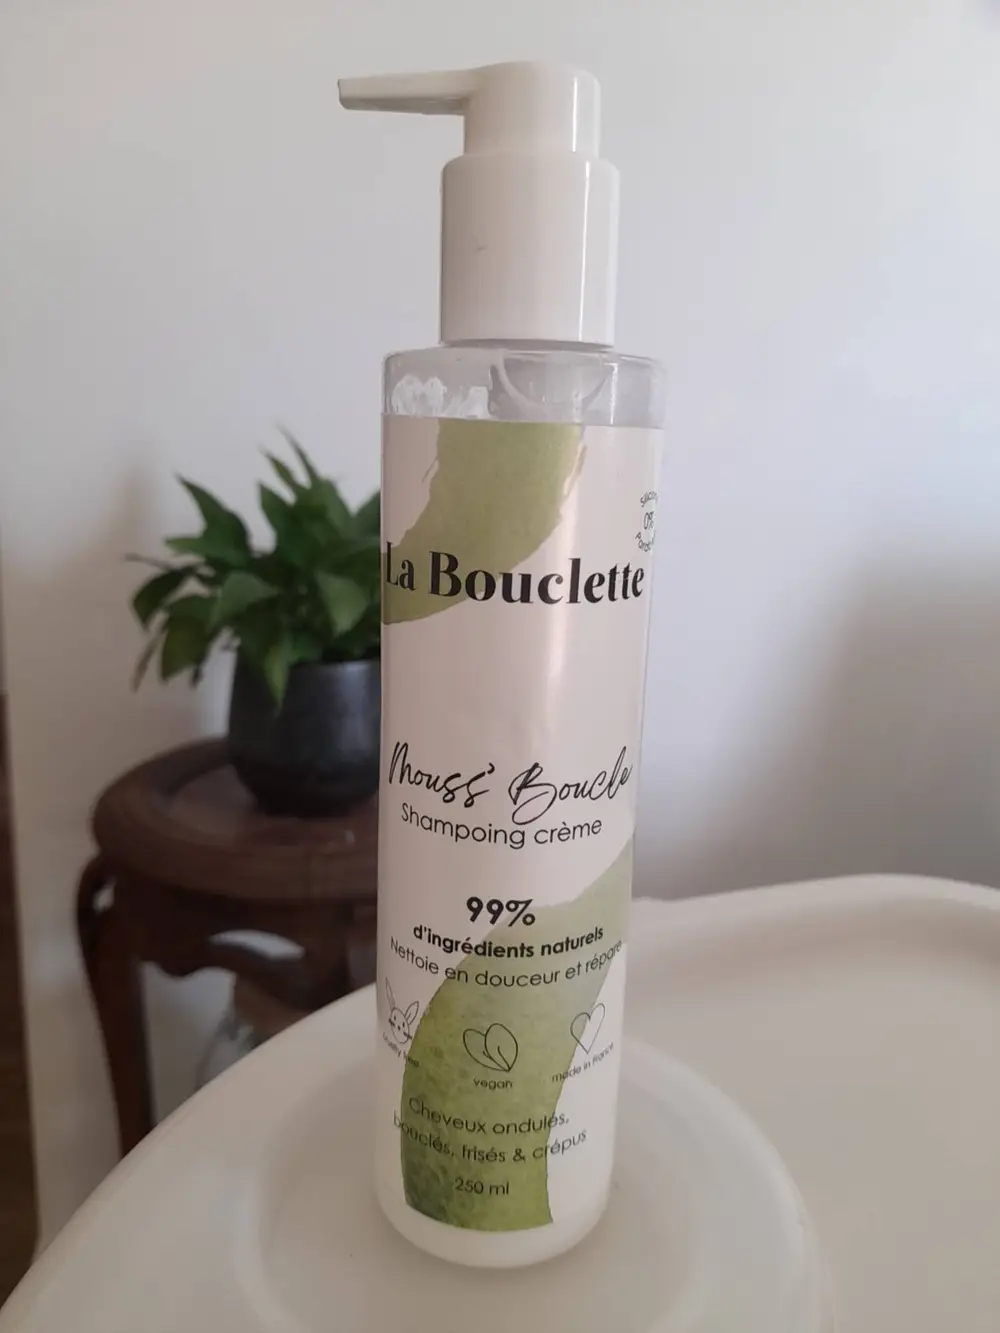 0%
La Bouclette
Mouss' Boucle
Shampoing crème
99%
d'ingrédients naturels
Nettoie en douceur et répare
cruelty free
vegan
made in France
Cheveux ondulés,
bouclés, frisés & crépus
250 ml